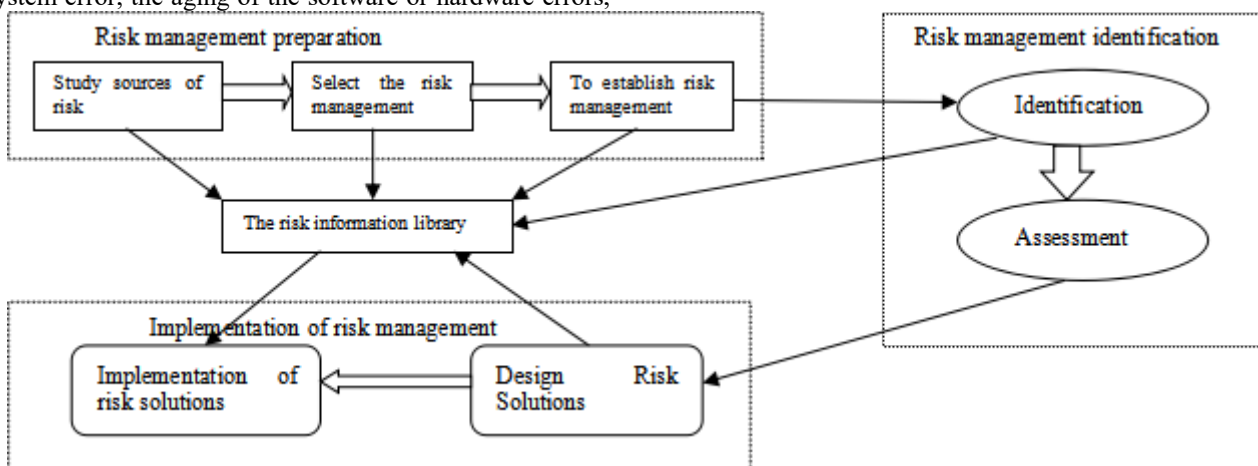 ystem error, the aging of the software or hardware errors,
Risk management preparation
Risk management identification
Study sources of
risk
Select the risk
management
To establish risk
management
Identification
The risk information library
Assessment
Implementation of risk management
Implementation of
risk solutions
Design Risk
Solutions